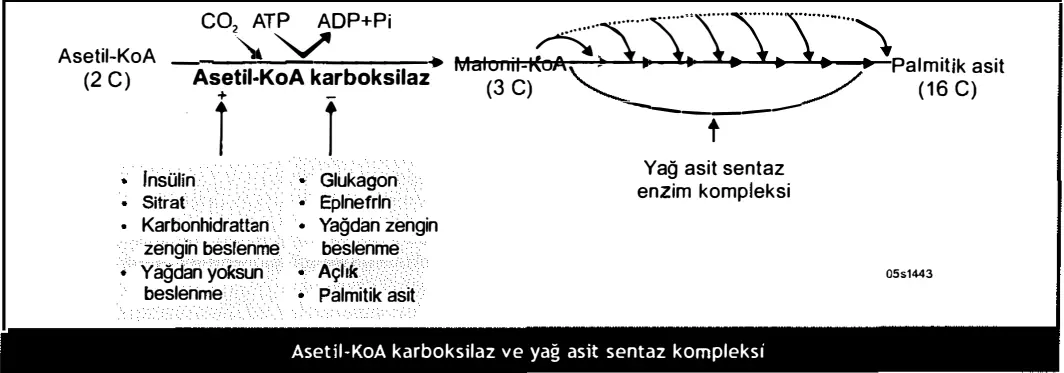 CO₂ ATP ADP+Pi
Asetil-KoA
(2 C)
Asetil-KoA karboksilaz
Malonil-KoA
(3 C)
Palmitik asit
(16 C)
+
−
• İnsülin
• Sitrat
• Karbonhidrattan
zengin beslenme
• Yağdan yoksun
beslenme
• Glukagon
• Epinefrin
• Yağdan zengin
beslenme
• Açlık
• Palmitik asit
Yağ asit sentaz
enzim kompleksi
05s1443
Asetil-KoA karboksilaz ve yağ asit sentaz kompleksi